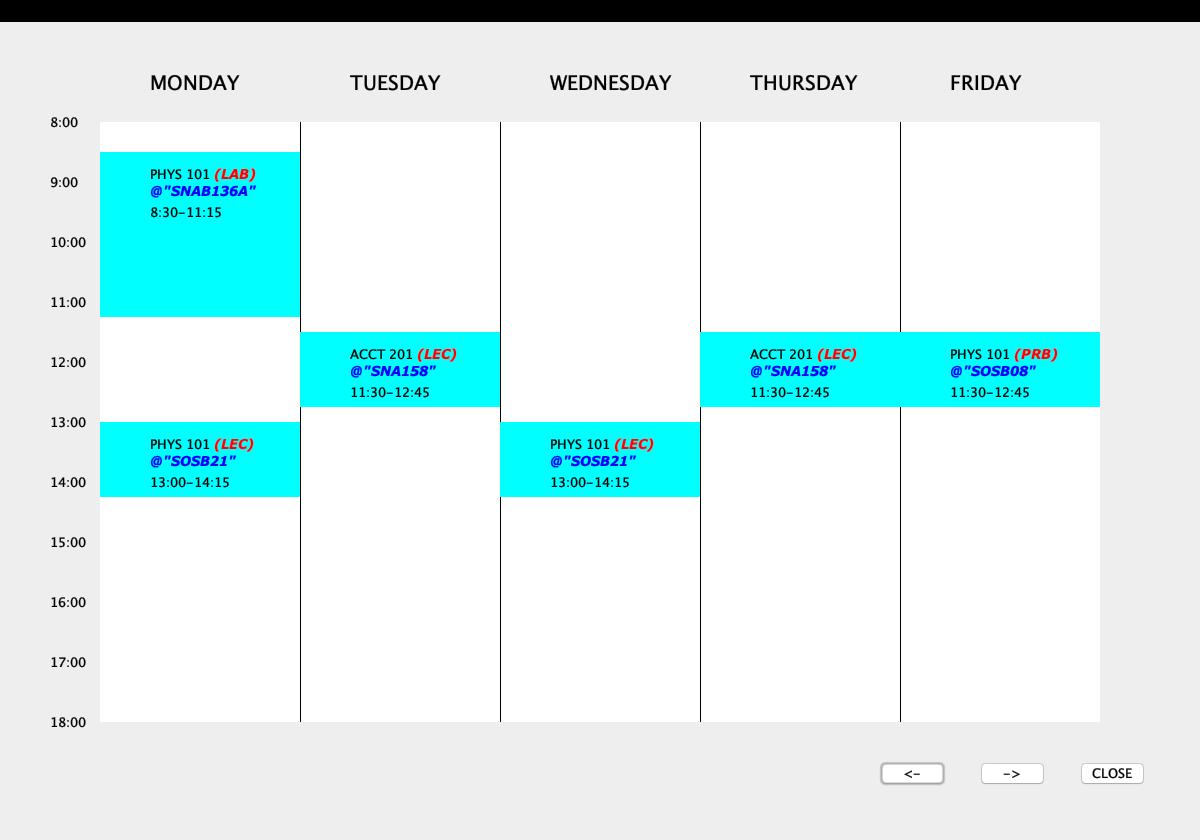 MONDAY TUESDAY WEDNESDAY THURSDAY FRIDAY
8:00
PHYS 101 (LAB)
@"SNAB136A"
8:30-11:15
9:00
10:00
11:00
ACCT 201 (LEC)
@"SNA158"
11:30-12:45
ACCT 201 (LEC)
@"SNA158"
11:30-12:45
PHYS 101 (PRB)
@"SOSB08"
11:30-12:45
12:00
13:00
PHYS 101 (LEC)
@"SOSB21"
13:00-14:15
PHYS 101 (LEC)
@"SOSB21"
13:00-14:15
14:00
15:00
16:00
17:00
18:00
<- -> CLOSE